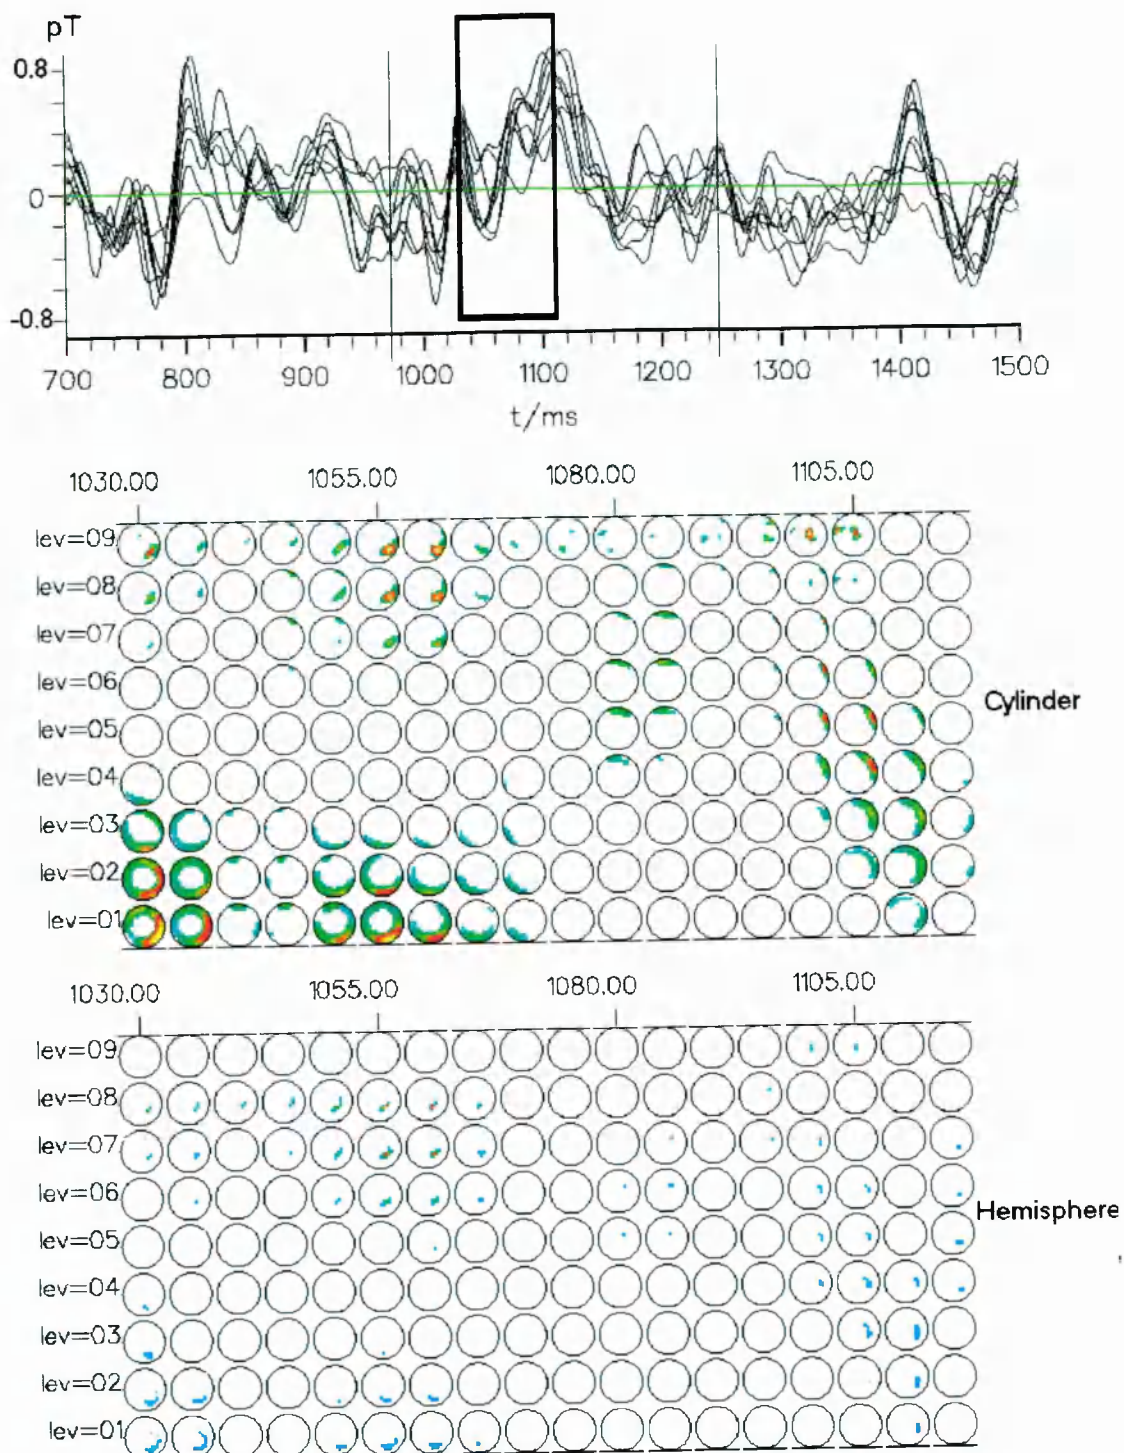 pT
0.8
0
-0.8
700 800 900 1000 1100 1200 1300 1400 1500
t/ms
1030.00 1055.00 1080.00 1105.00
lev=09
lev=08
lev=07
lev=06
lev=05
lev=04
lev=03
lev=02
lev=01
Cylinder
1030.00 1055.00 1080.00 1105.00
lev=09
lev=08
lev=07
lev=06
lev=05
lev=04
lev=03
lev=02
lev=01
Hemisphere